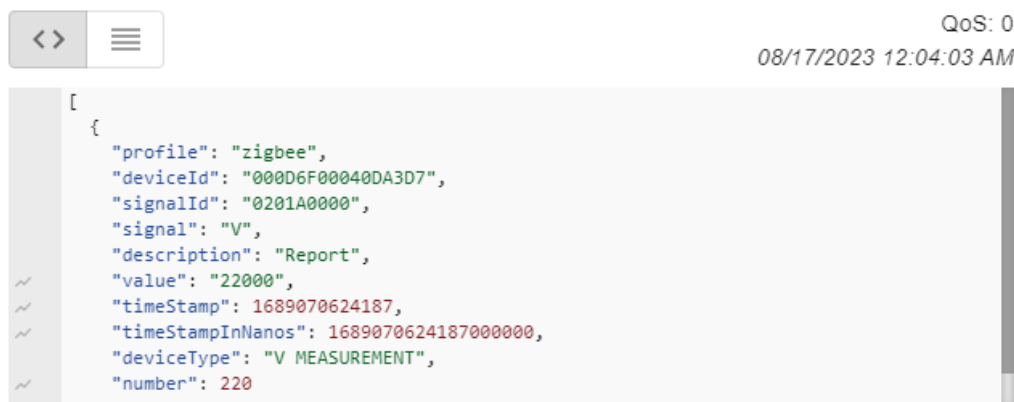 QoS: 0
08/17/2023 12:04:03 AM
[
{
"profile": "zigbee",
"deviceId": "000D6F00040DA3D7",
"signalId": "0201A0000",
"signal": "V",
"description": "Report",
"value": "22000",
"timeStamp": 1689070624187,
"timeStampInNanos": 1689070624187000000,
"deviceType": "V MEASUREMENT",
"number": 220